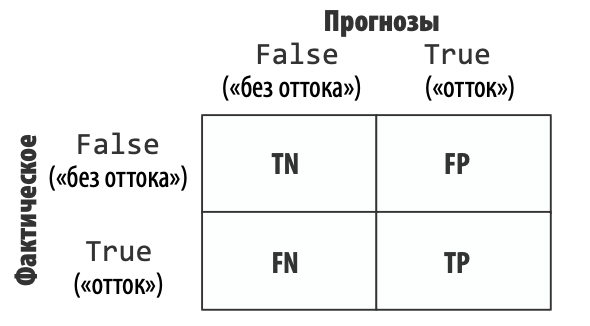 Прогнозы
False True
(«без оттока») («отток»)
Фактическое
False
(«без оттока»)
TN FP
True
(«отток»)
FN TP